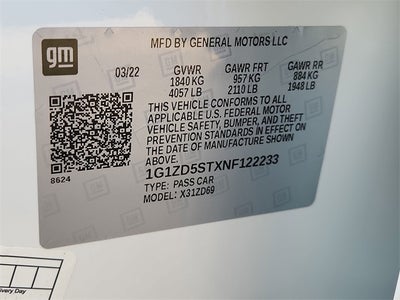 gm
MFD BY GENERAL MOTORS LLC
03/22 GVWR GAWR FRT GAWR RR
1840 KG 957 KG 884 KG
4057 LB 2110 LB 1948 LB
THIS VEHICLE CONFORMS TO ALL
APPLICABLE U.S. FEDERAL MOTOR
VEHICLE SAFETY, BUMPER, AND THEFT
PREVENTION STANDARDS IN EFFECT ON
THE DATE OF MANUFACTURE SHOWN
ABOVE.
1G1ZD5STXNF122233
TYPE: PASS CAR
MODEL: X31ZD69
8624
very Day